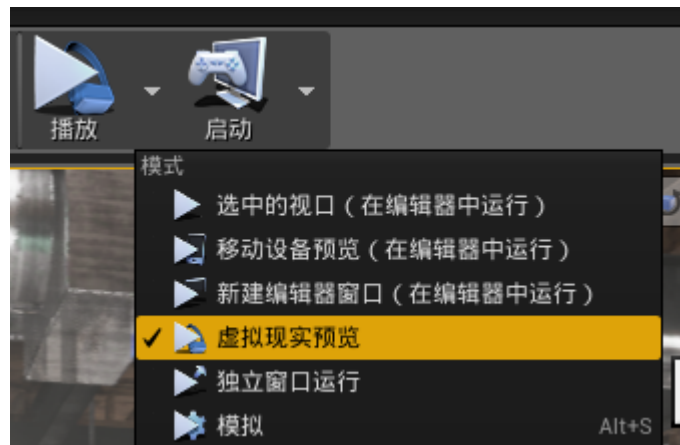 播放 启动
模式
选中的视口（在编辑器中运行）
移动设备预览（在编辑器中运行）
新建编辑器窗口（在编辑器中运行）
虚拟现实预览
独立窗口运行
模拟 Alt+S